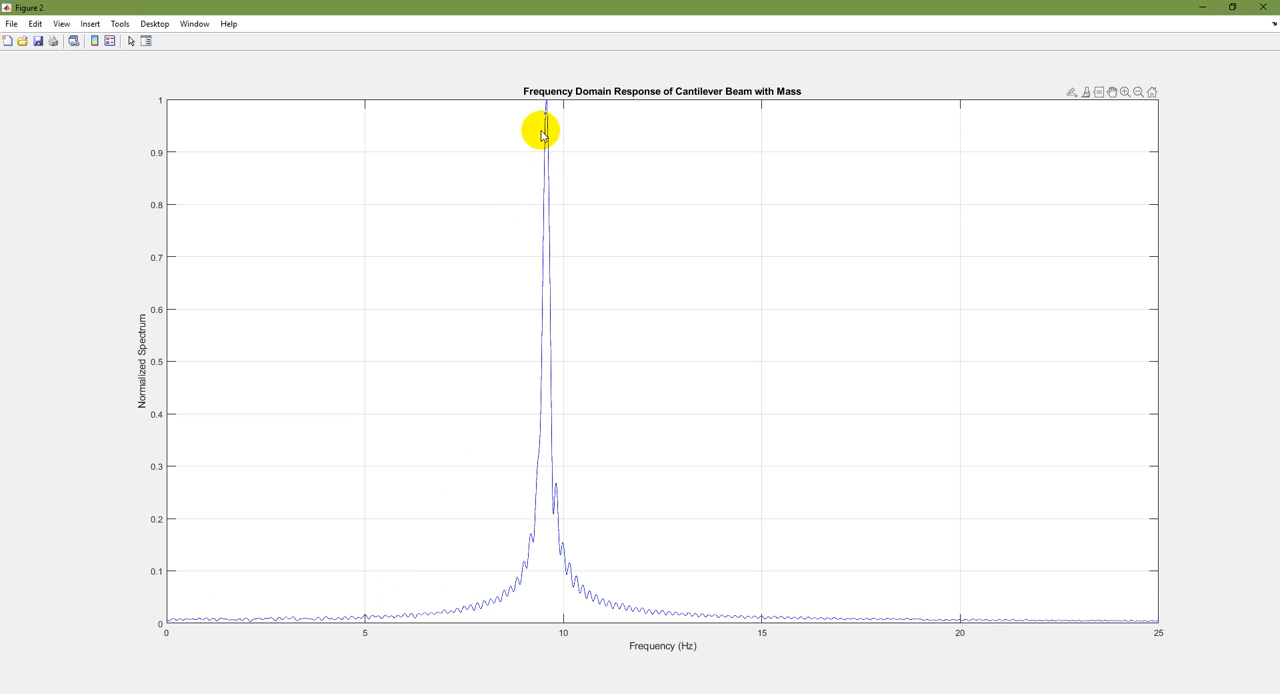 Figure 2
File Edit View Insert Tools Desktop Window Help
Frequency Domain Response of Cantilever Beam with Mass
1
0.9
0.8
0.7
0.6
0.5
0.4
0.3
0.2
0.1
0
Normalized Spectrum
0 5 10 15 20 25
Frequency (Hz)